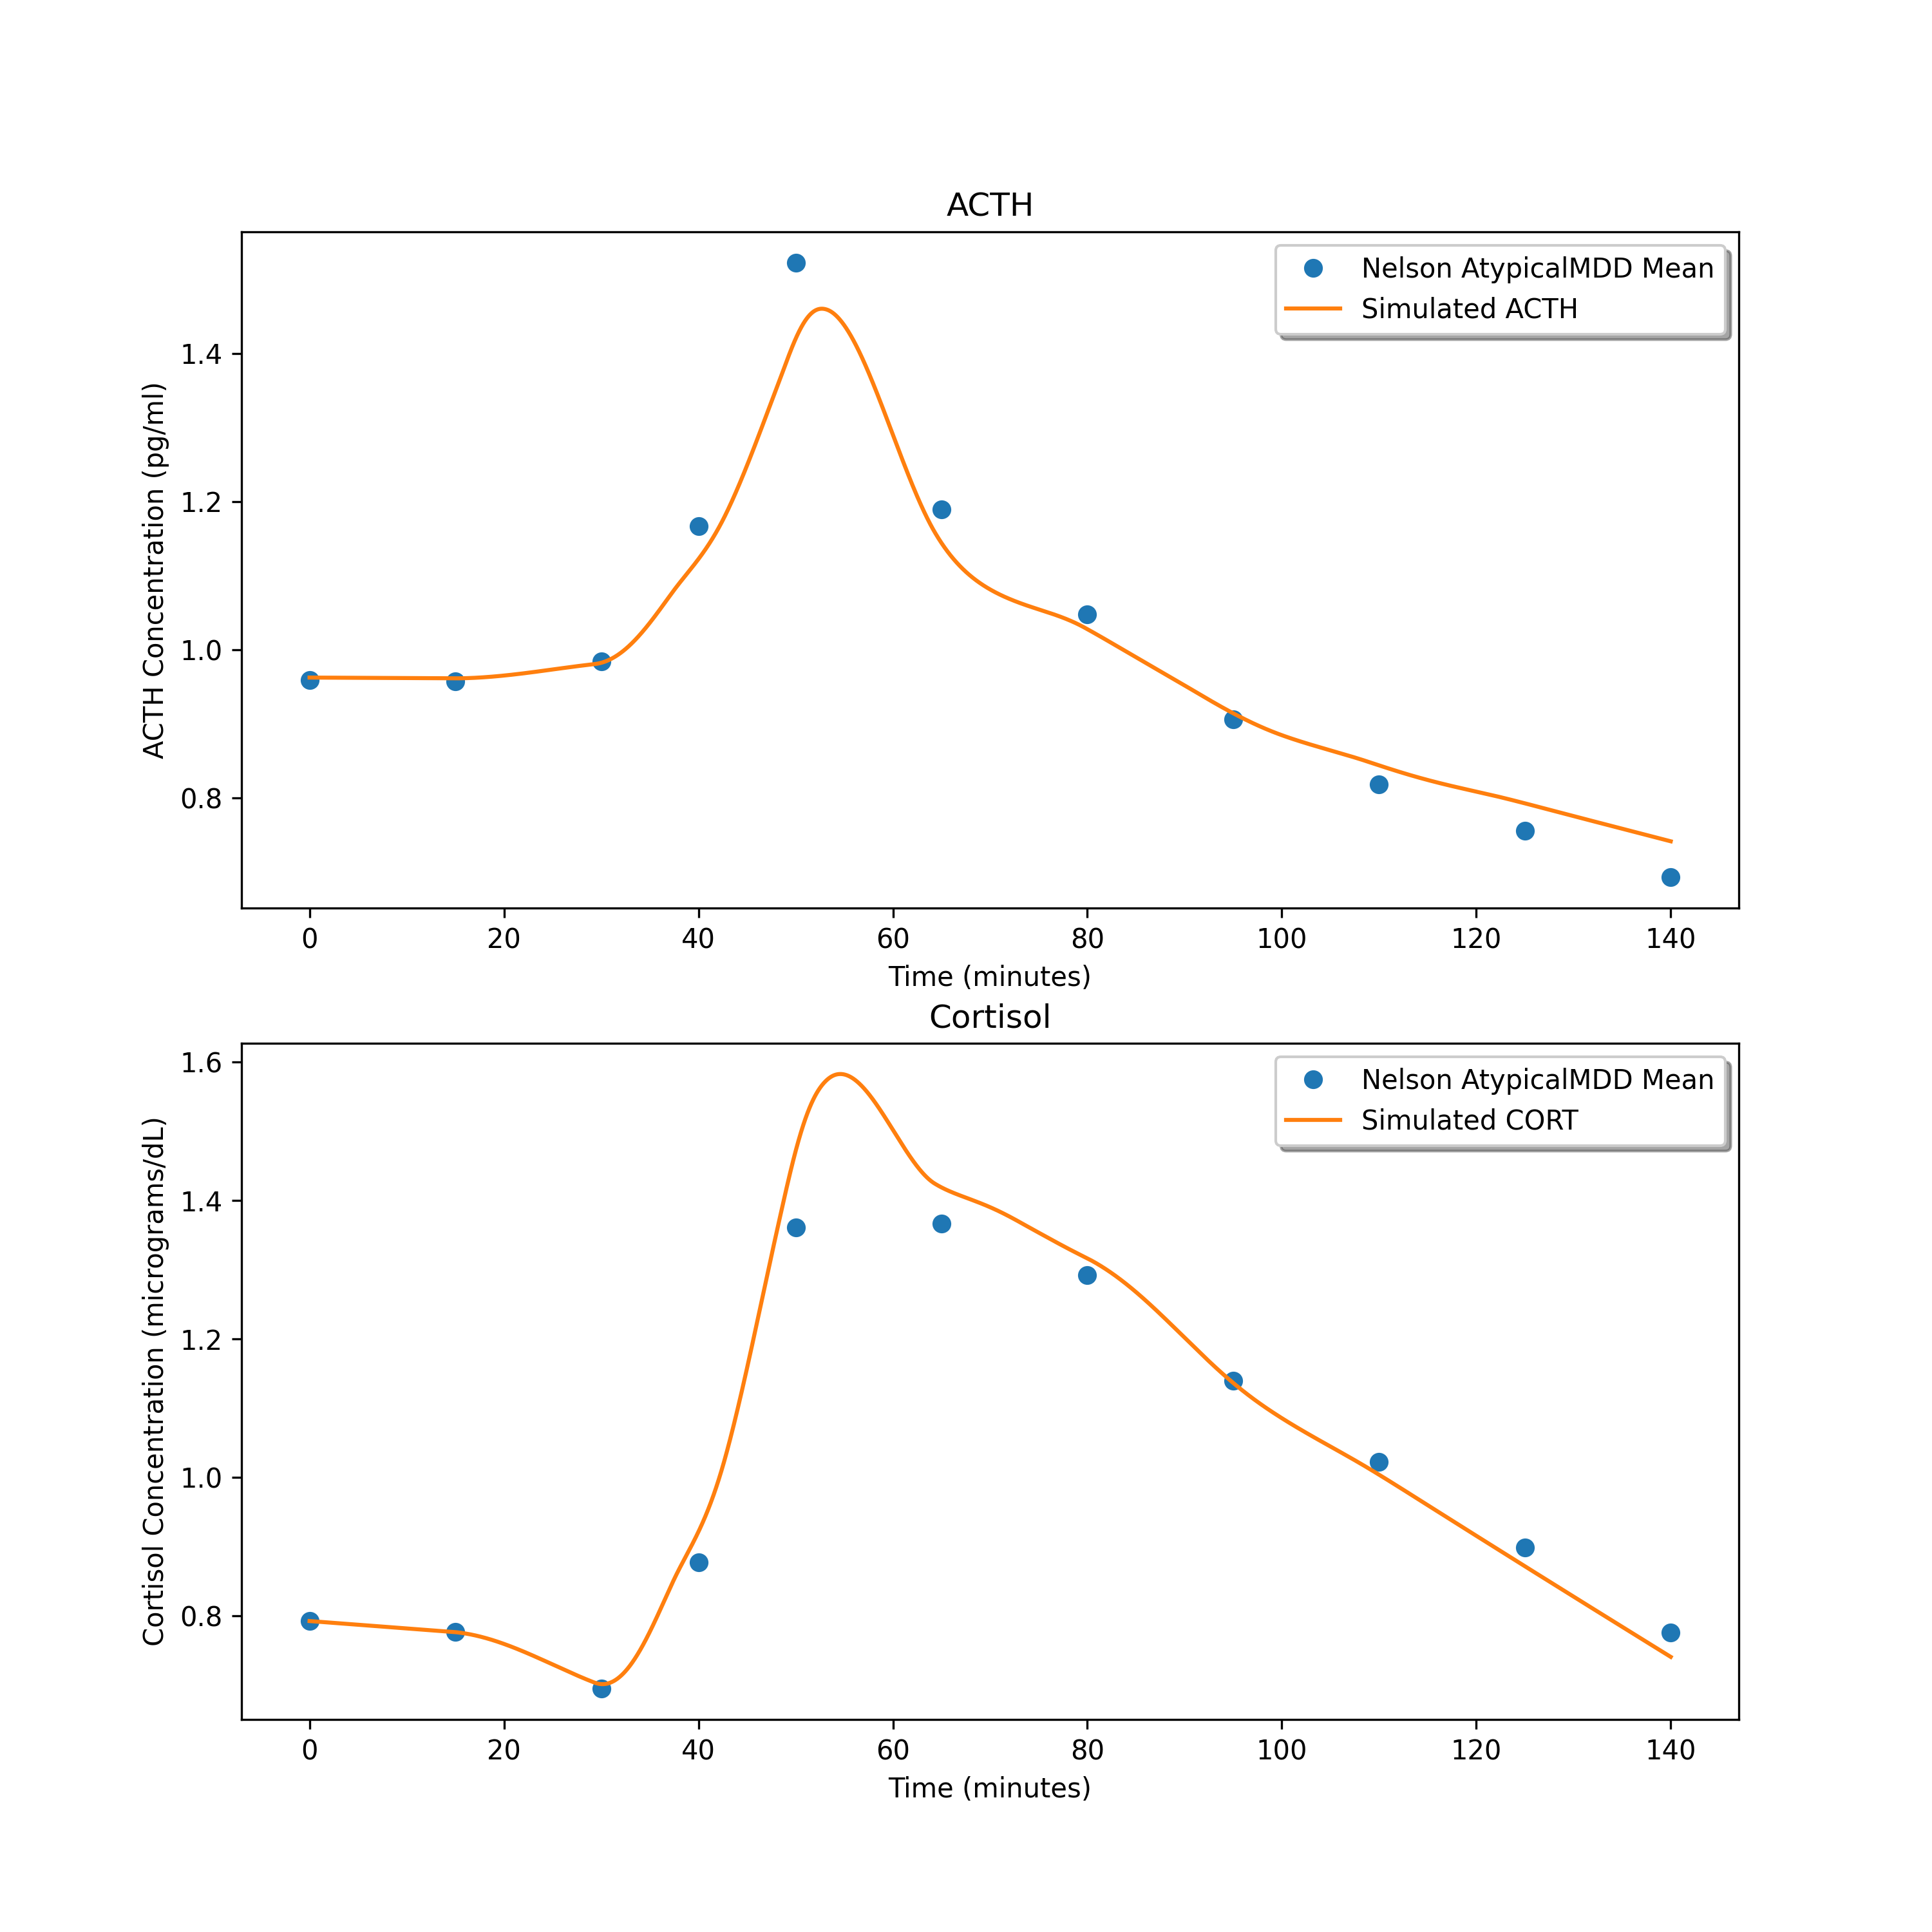 ACTH
Nelson AtypicalMDD Mean
Simulated ACTH
ACTH Concentration (pg/ml)
1.4
1.2
1.0
0.8
0 20 40 60 80 100 120 140
Time (minutes)
Cortisol
Nelson AtypicalMDD Mean
Simulated CORT
Cortisol Concentration (micrograms/dL)
1.6
1.4
1.2
1.0
0.8
0 20 40 60 80 100 120 140
Time (minutes)